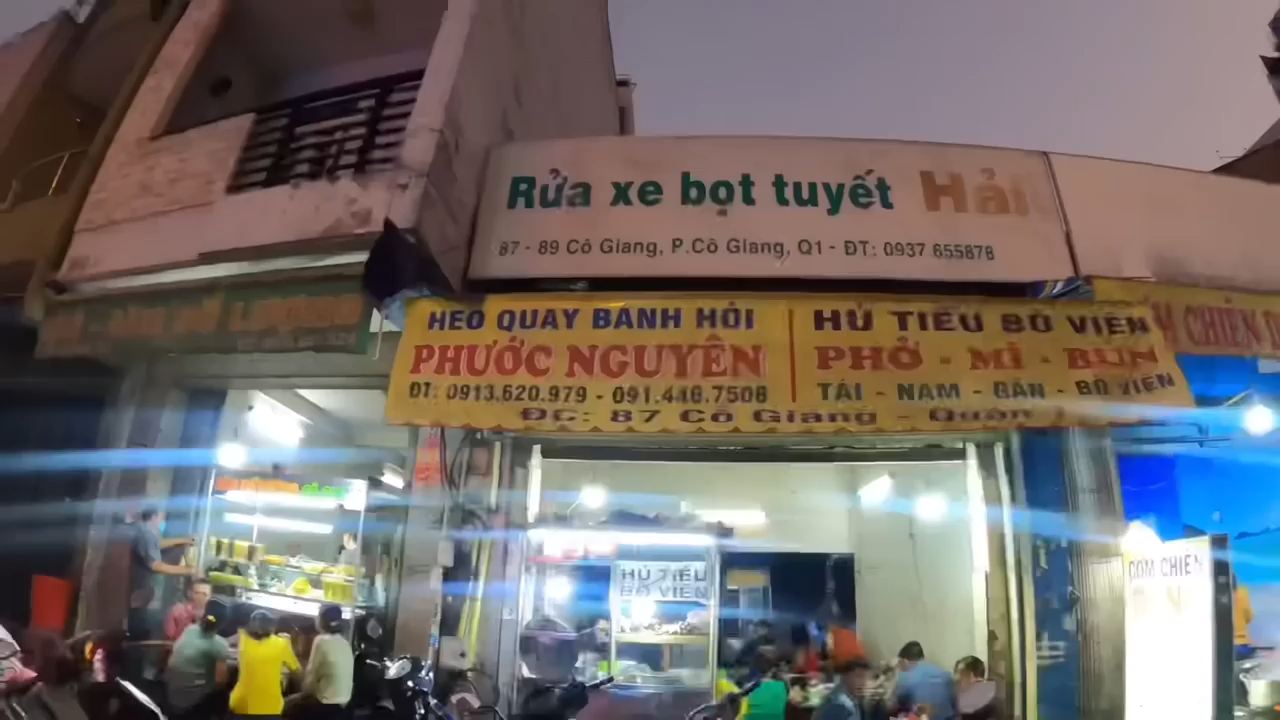 Rửa xe bọt tuyết Hải
87 - 89 Cô Giang, P.Cô Giang, Q1 - ĐT: 0937 655878
HEO QUAY BÁNH HỎI
PHƯỚC NGUYÊN
ĐT: 0913.620.979 - 091.448.7508
HỦ TIẾU BÒ VIÊN
PHỞ - MÌ - BÚN
TÁI - NẠM - GÂN - BÒ VIÊN
ĐC: 87 Cô Giang - Quận
CHIÊN
HỦ TIẾU
BÒ VIÊN
CƠM CHIÊN